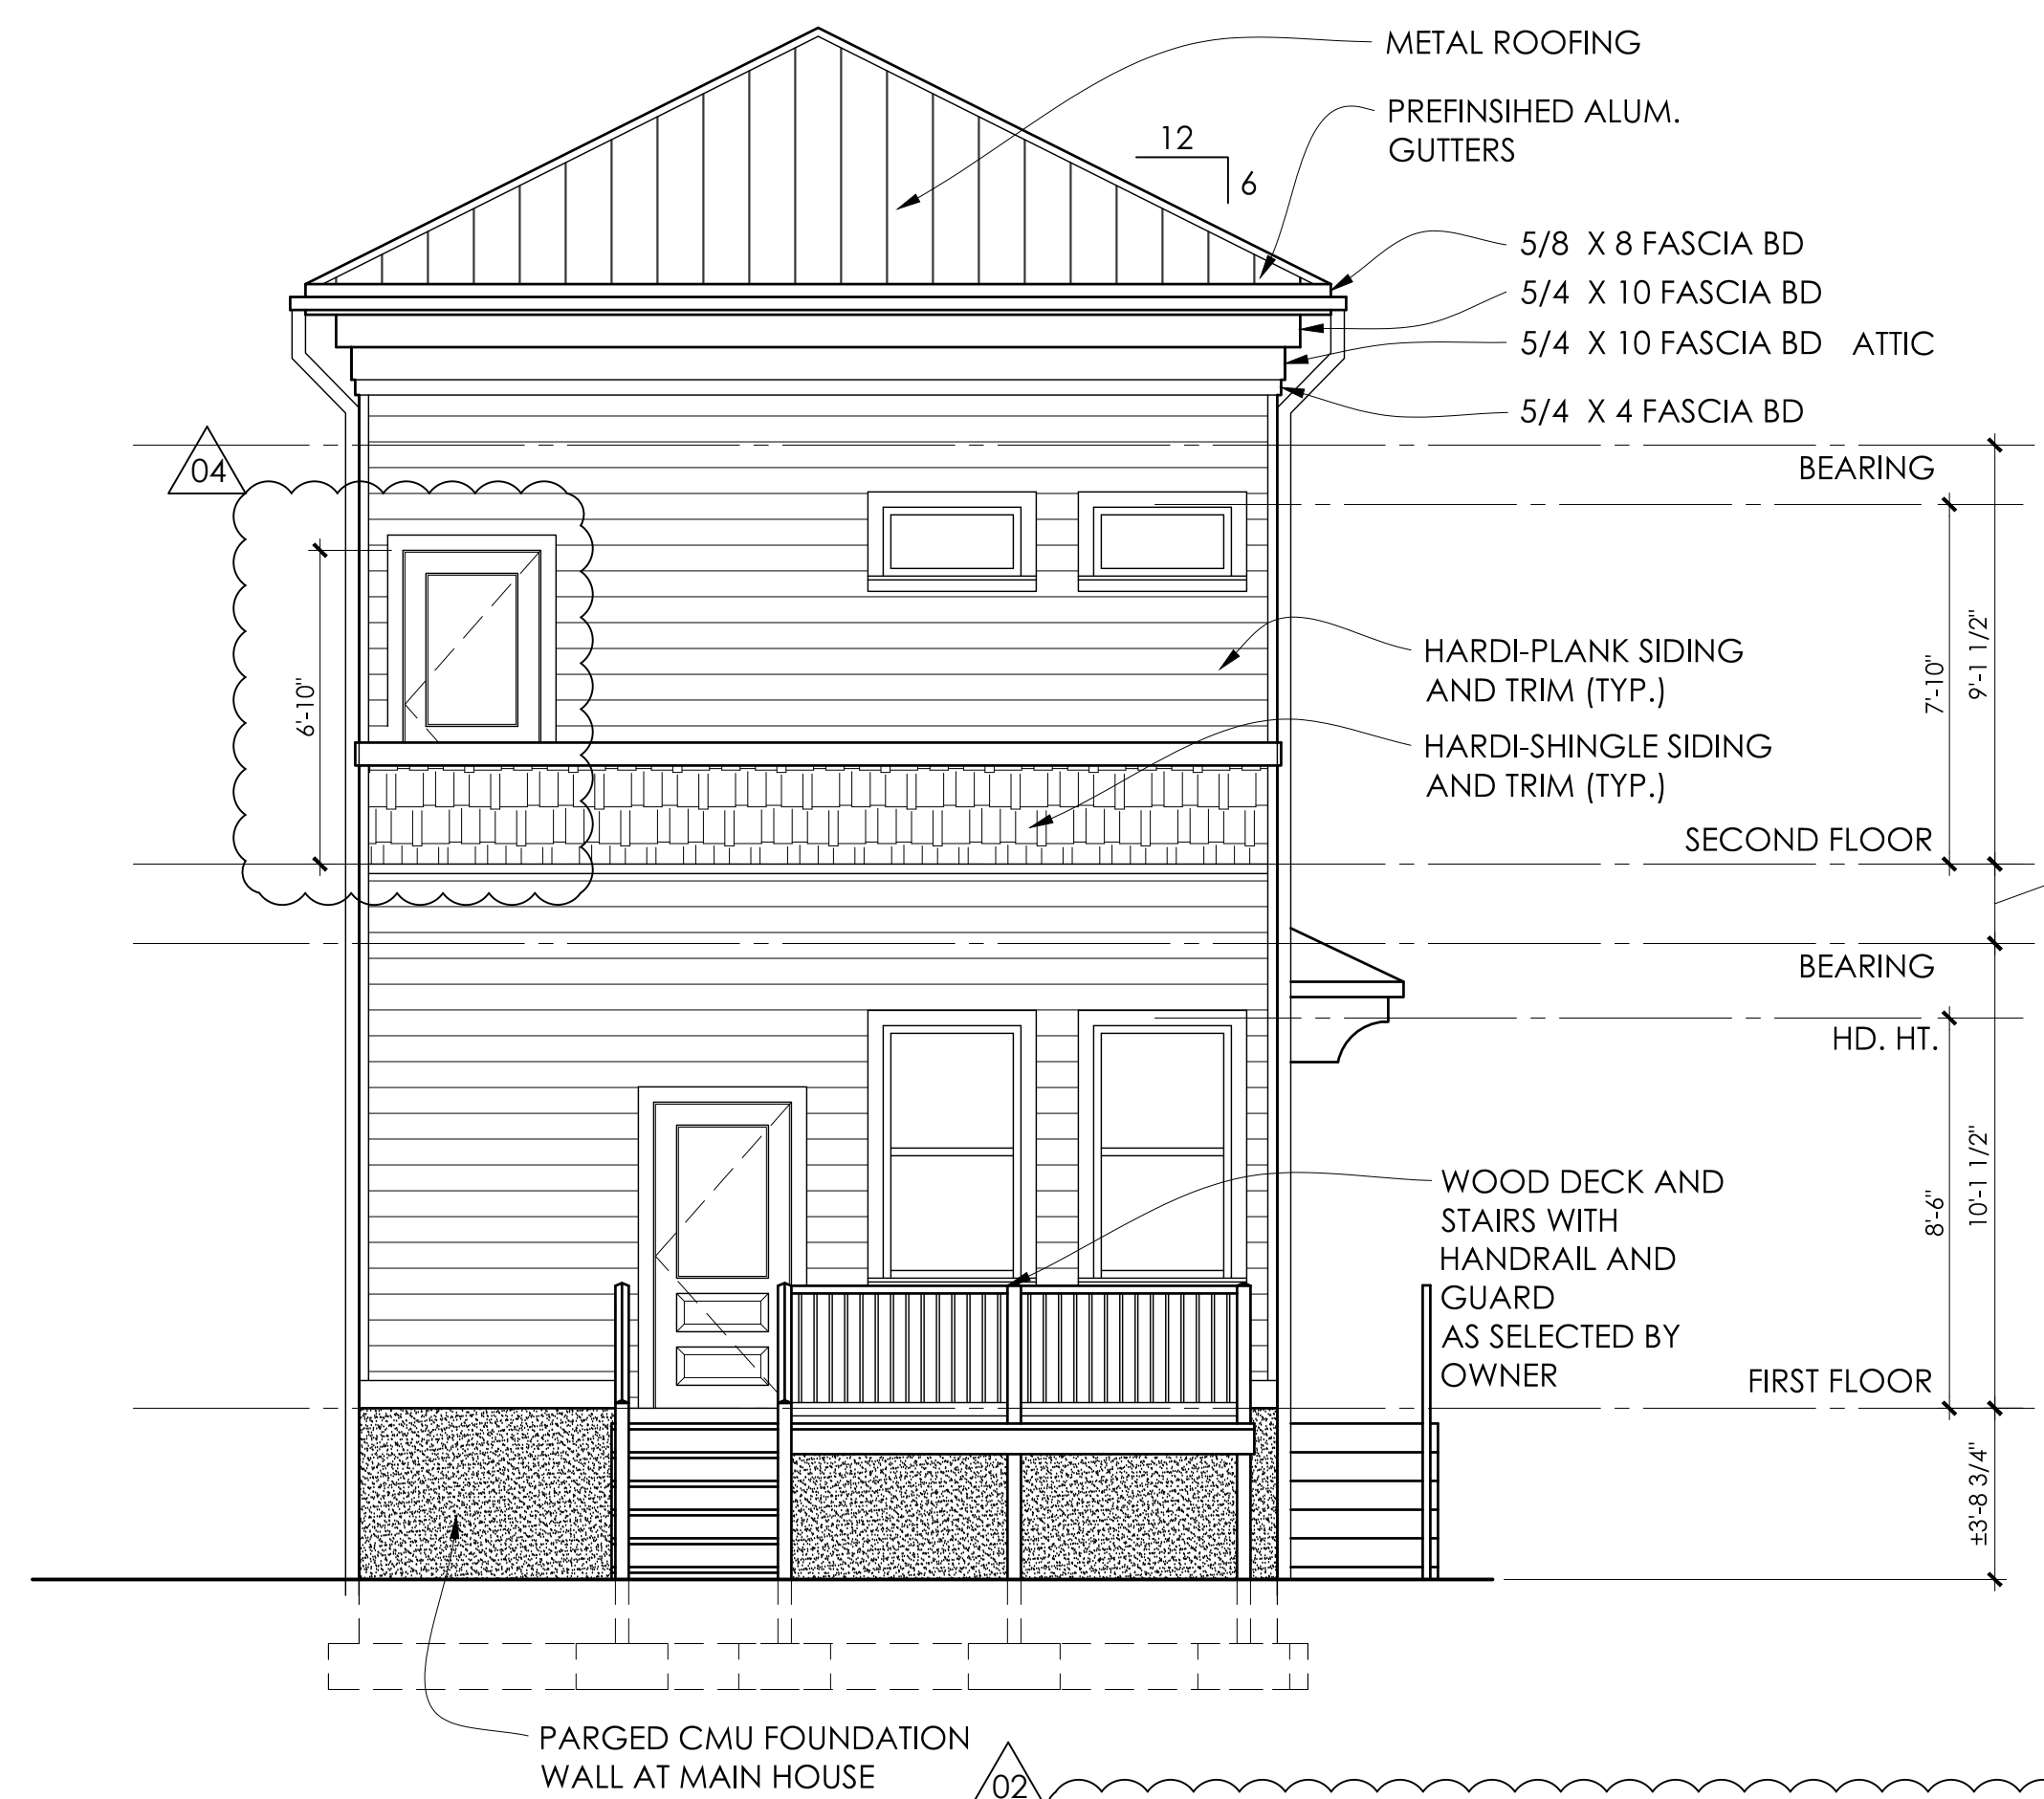 METAL ROOFING
PREFINSIHED ALUM.
GUTTERS
12
6
5/8 X 8 FASCIA BD
5/4 X 10 FASCIA BD
5/4 X 10 FASCIA BD ATTIC
5/4 X 4 FASCIA BD
04
BEARING
6'-10"
7'-10"
9'-1 1/2"
HARDI-PLANK SIDING
AND TRIM (TYP.)
HARDI-SHINGLE SIDING
AND TRIM (TYP.)
SECOND FLOOR
BEARING
HD. HT.
8'-6"
10'-1 1/2"
WOOD DECK AND
STAIRS WITH
HANDRAIL AND
GUARD
AS SELECTED BY
OWNER
FIRST FLOOR
±3'-8 3/4"
PARGED CMU FOUNDATION
WALL AT MAIN HOUSE
02